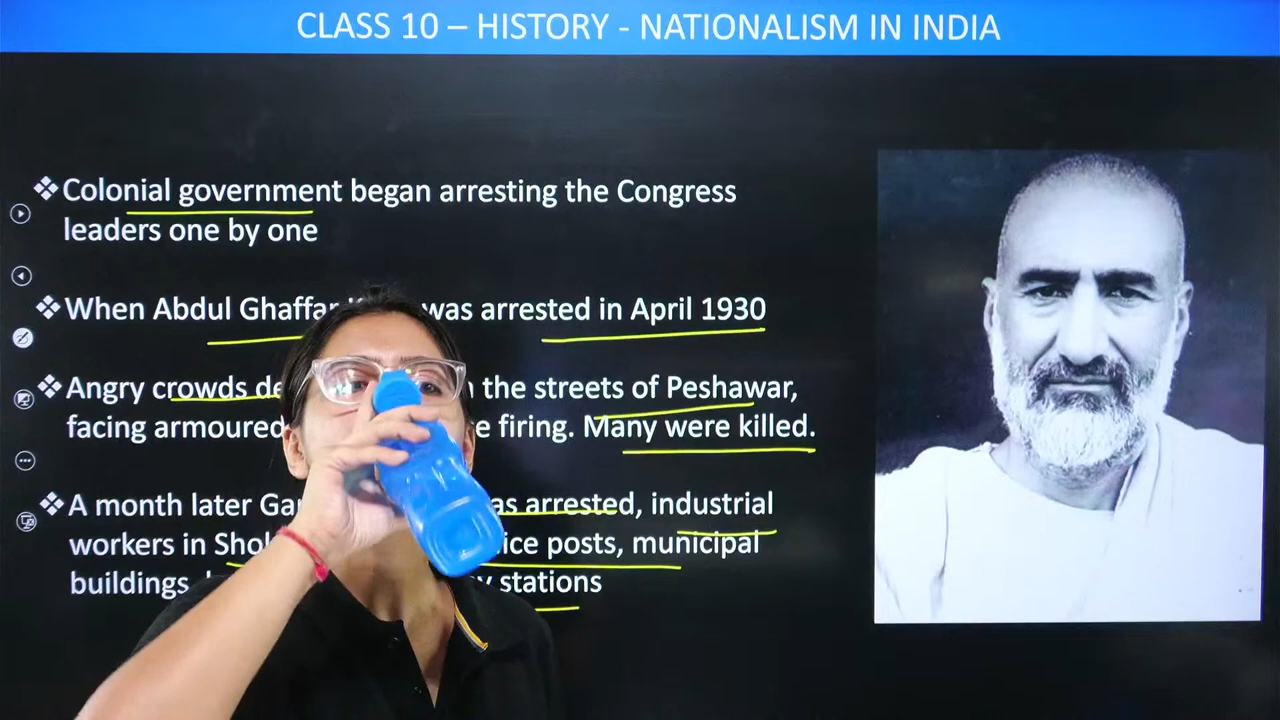 CLASS 10 – HISTORY - NATIONALISM IN INDIA
❖Colonial government began arresting the Congress
leaders one by one
❖When Abdul Ghaffar was arrested in April 1930
❖Angry crowds the streets of Peshawar,
facing armoured firing. Many were killed.
❖A month later arrested, industrial
workers in posts, municipal
buildings, stations